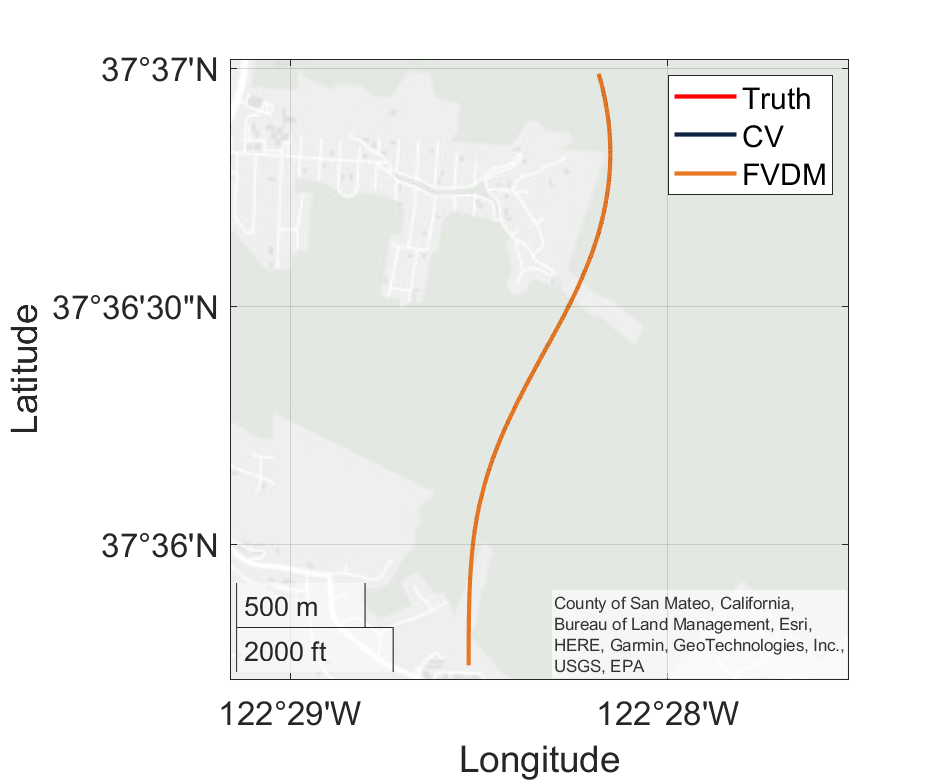 37°37'N
Truth
CV
FVDM
37°36'30"N
Latitude
37°36'N
500 m
2000 ft
County of San Mateo, California,
Bureau of Land Management, Esri,
HERE, Garmin, GeoTechnologies, Inc.,
USGS, EPA
122°29'W
122°28'W
Longitude